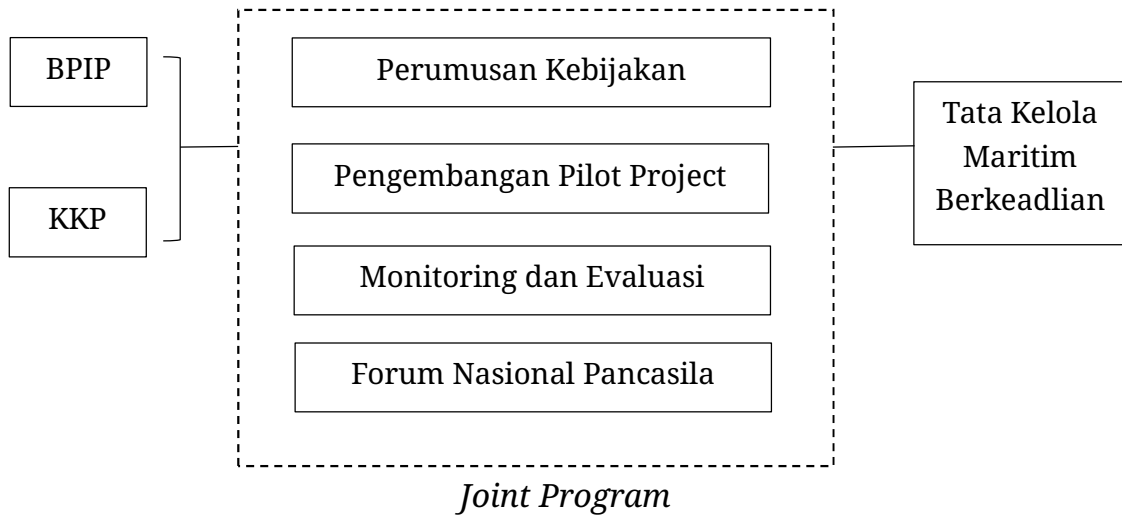 BPIP
KKP
Perumusan Kebijakan
Pengembangan Pilot Project
Monitoring dan Evaluasi
Forum Nasional Pancasila
Joint Program
Tata Kelola
Maritim
Berkeadlian